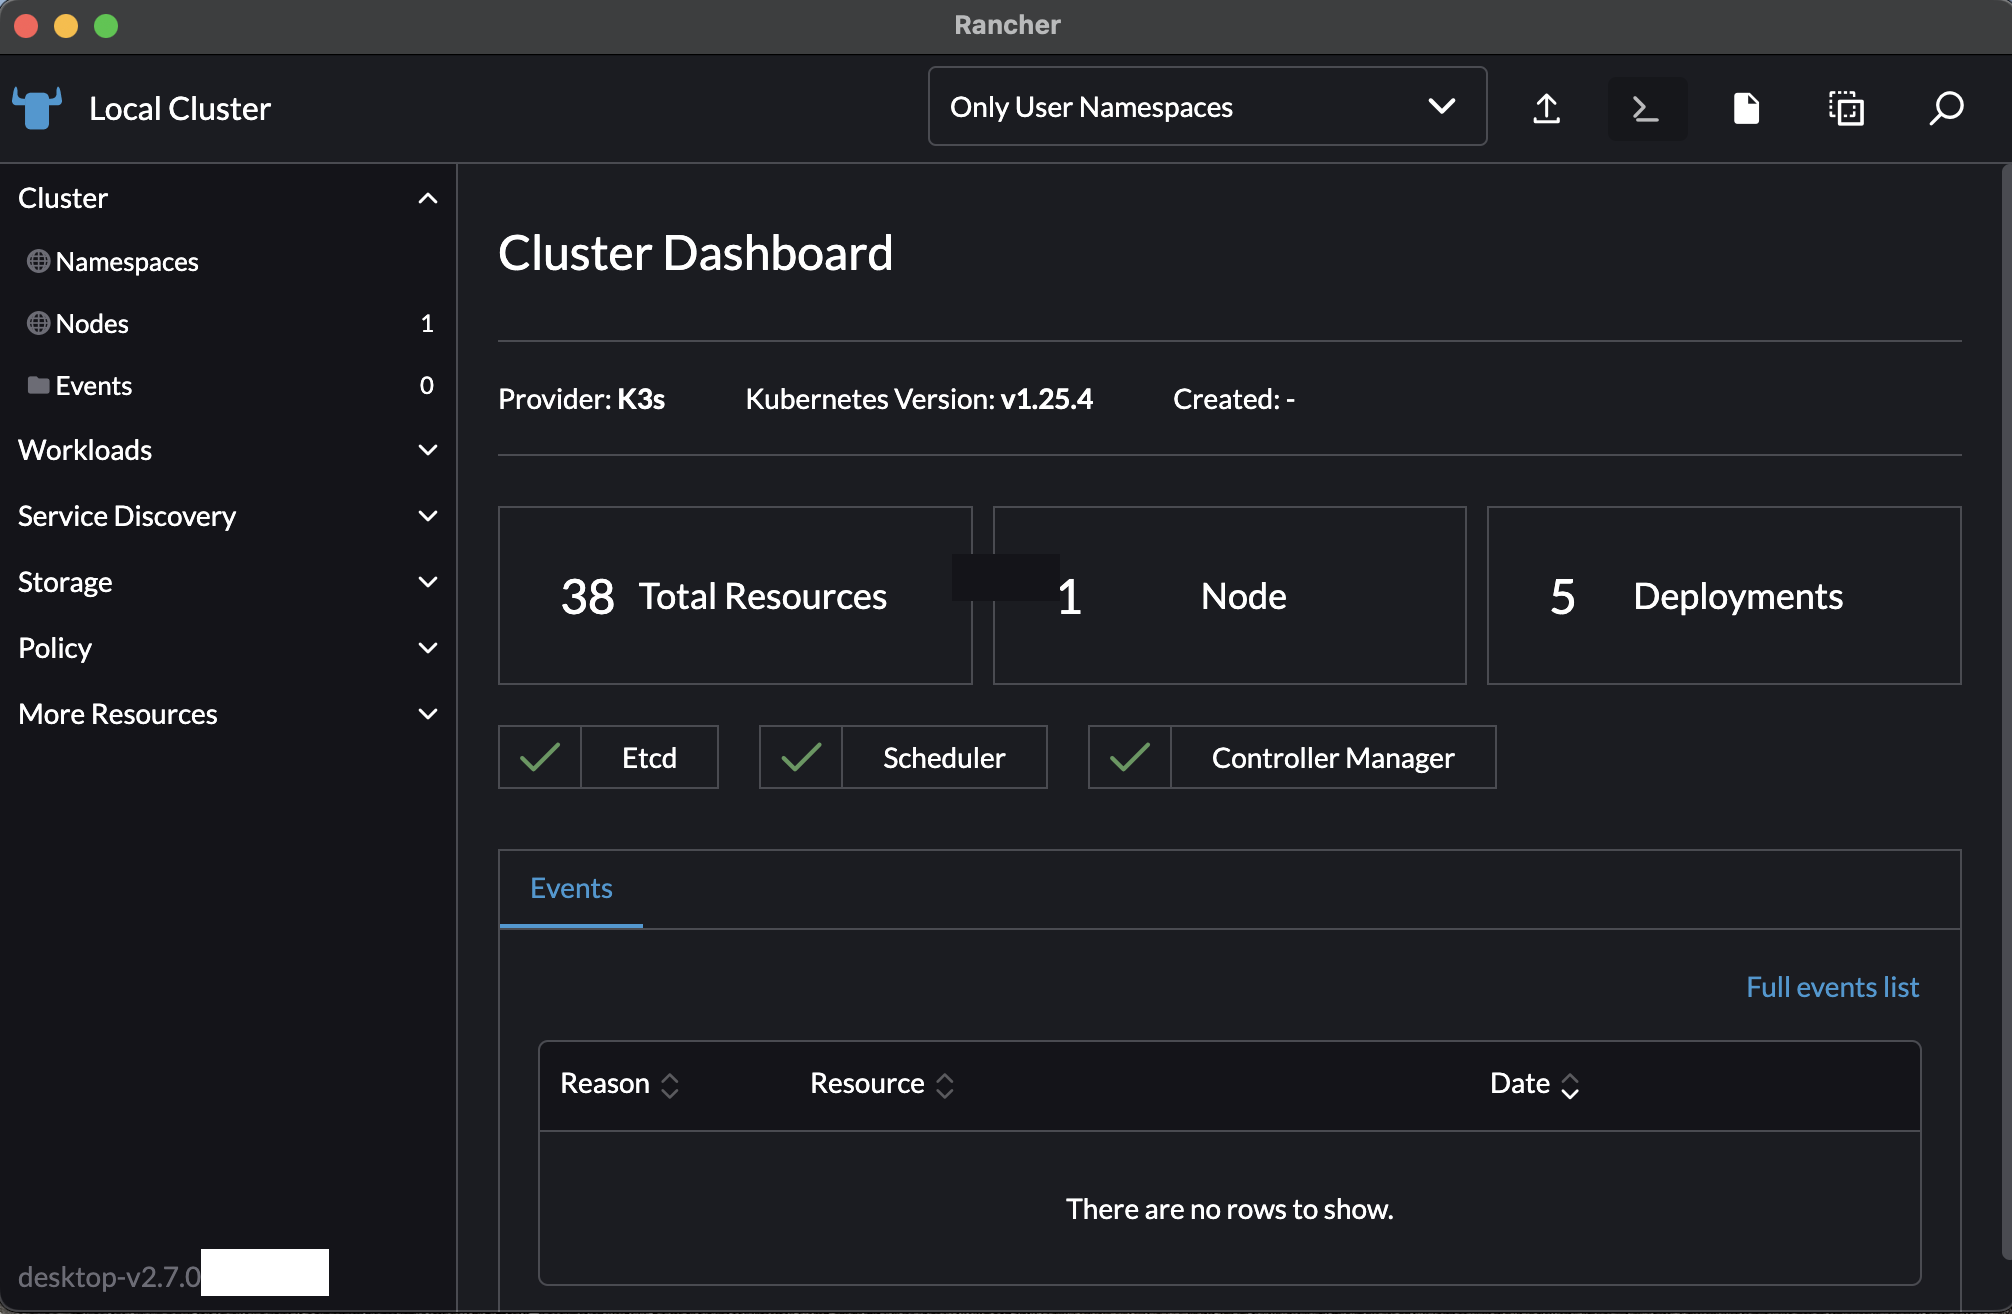 Rancher
Local Cluster
Only User Namespaces
Cluster
Namespaces
Nodes 1
Events 0
Workloads
Service Discovery
Storage
Policy
More Resources
desktop-v2.7.0
Cluster Dashboard
Provider: K3s Kubernetes Version: v1.25.4 Created: -
38 Total Resources 1 Node 5 Deployments
Etcd Scheduler Controller Manager
Events
Full events list
Reason Resource Date
There are no rows to show.